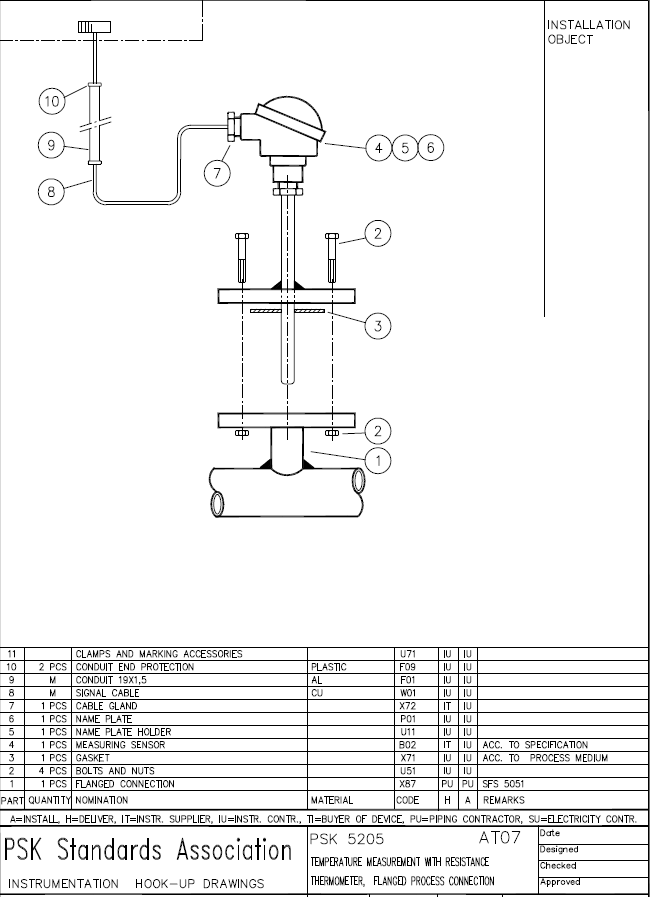 INSTALLATION
OBJECT
10
9
8
7
4 5 6
2
3
2
1
11 CLAMPS AND MARKING ACCESSORIES U71 IU IU
10 2 PCS CONDUIT END PROTECTION PLASTIC F09 IU IU
9 M CONDUIT 19X1,5 AL F01 IU IU
8 M SIGNAL CABLE CU W01 IU IU
7 1 PCS CABLE GLAND X72 IT IU
6 1 PCS NAME PLATE P01 IU IU
5 1 PCS NAME PLATE HOLDER U11 IU IU
4 1 PCS MEASURING SENSOR B02 IT IU ACC. TO SPECIFICATION
3 1 PCS GASKET X71 IU IU ACC. TO PROCESS MEDIUM
2 4 PCS BOLTS AND NUTS U51 IU IU
1 1 PCS FLANGED CONNECTION X87 PU PU SFS 5051
PART QUANTITY NOMINATION MATERIAL CODE H A REMARKS
A=INSTALL, H=DELIVER, IT=INSTR. SUPPLIER, IU=INSTR. CONTR., TI=BUYER OF DEVICE, PU=PIPING CONTRACTOR, SU=ELECTRICITY CONTR.
PSK Standards Association
INSTRUMENTATION HOOK-UP DRAWINGS
PSK 5205 AT07
TEMPERATURE MEASUREMENT WITH RESISTANCE
THERMOMETER, FLANGED PROCESS CONNECTION
Date
Designed
Checked
Approved